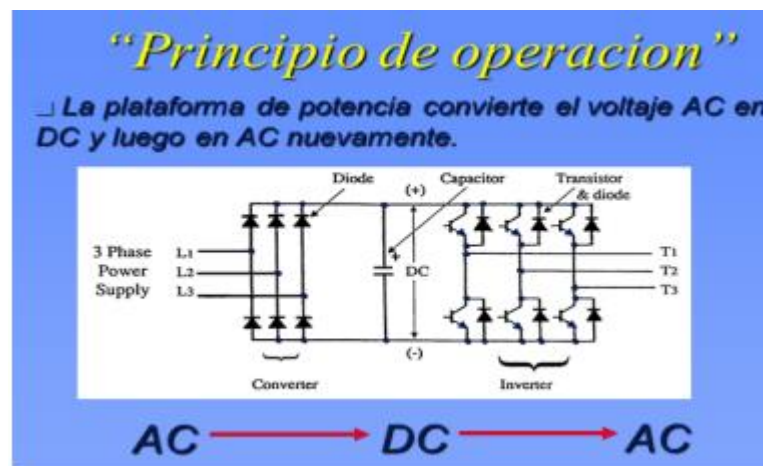 “Principio de operacion”
La plataforma de potencia convierte el voltaje AC en
DC y luego en AC nuevamente.
Diode
(+)
Capacitor
Transistor
& diode
3 Phase
Power
Supply
L1
L2
L3
+
DC
T1
T2
T3
(-)
Converter
Inverter
AC DC AC